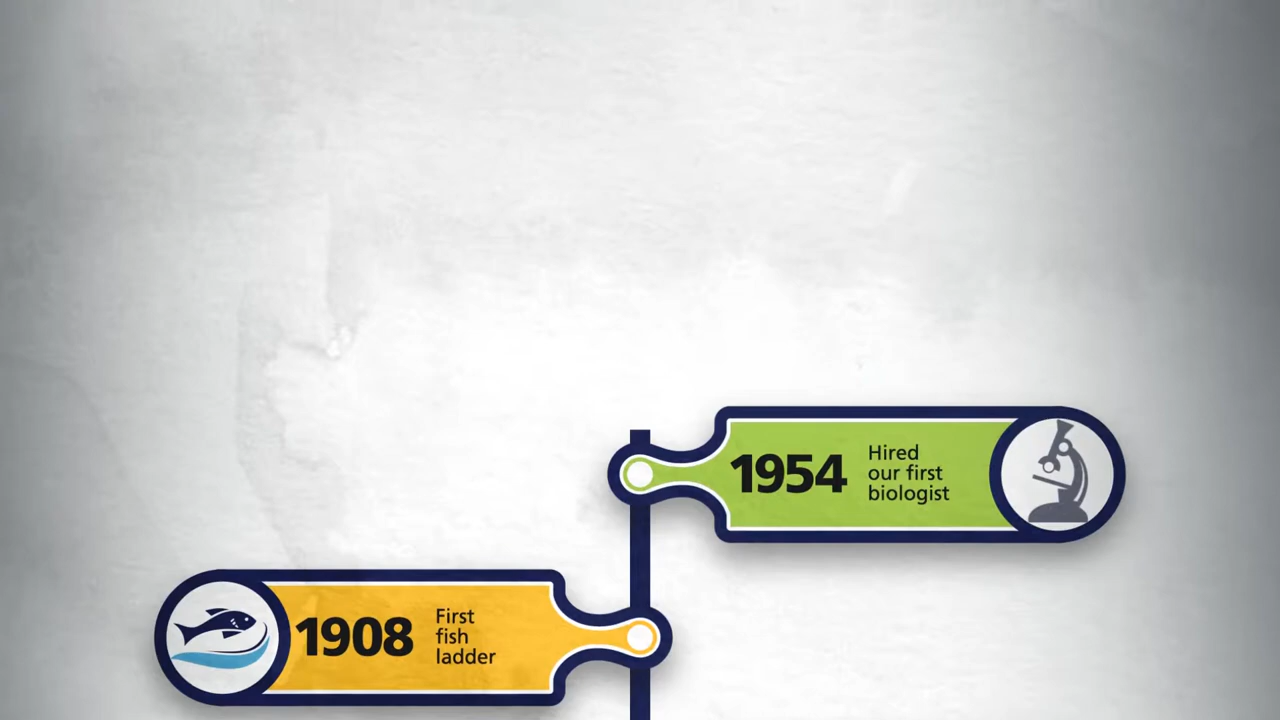 1954
Hired
our first
biologist
1908
First
fish
ladder